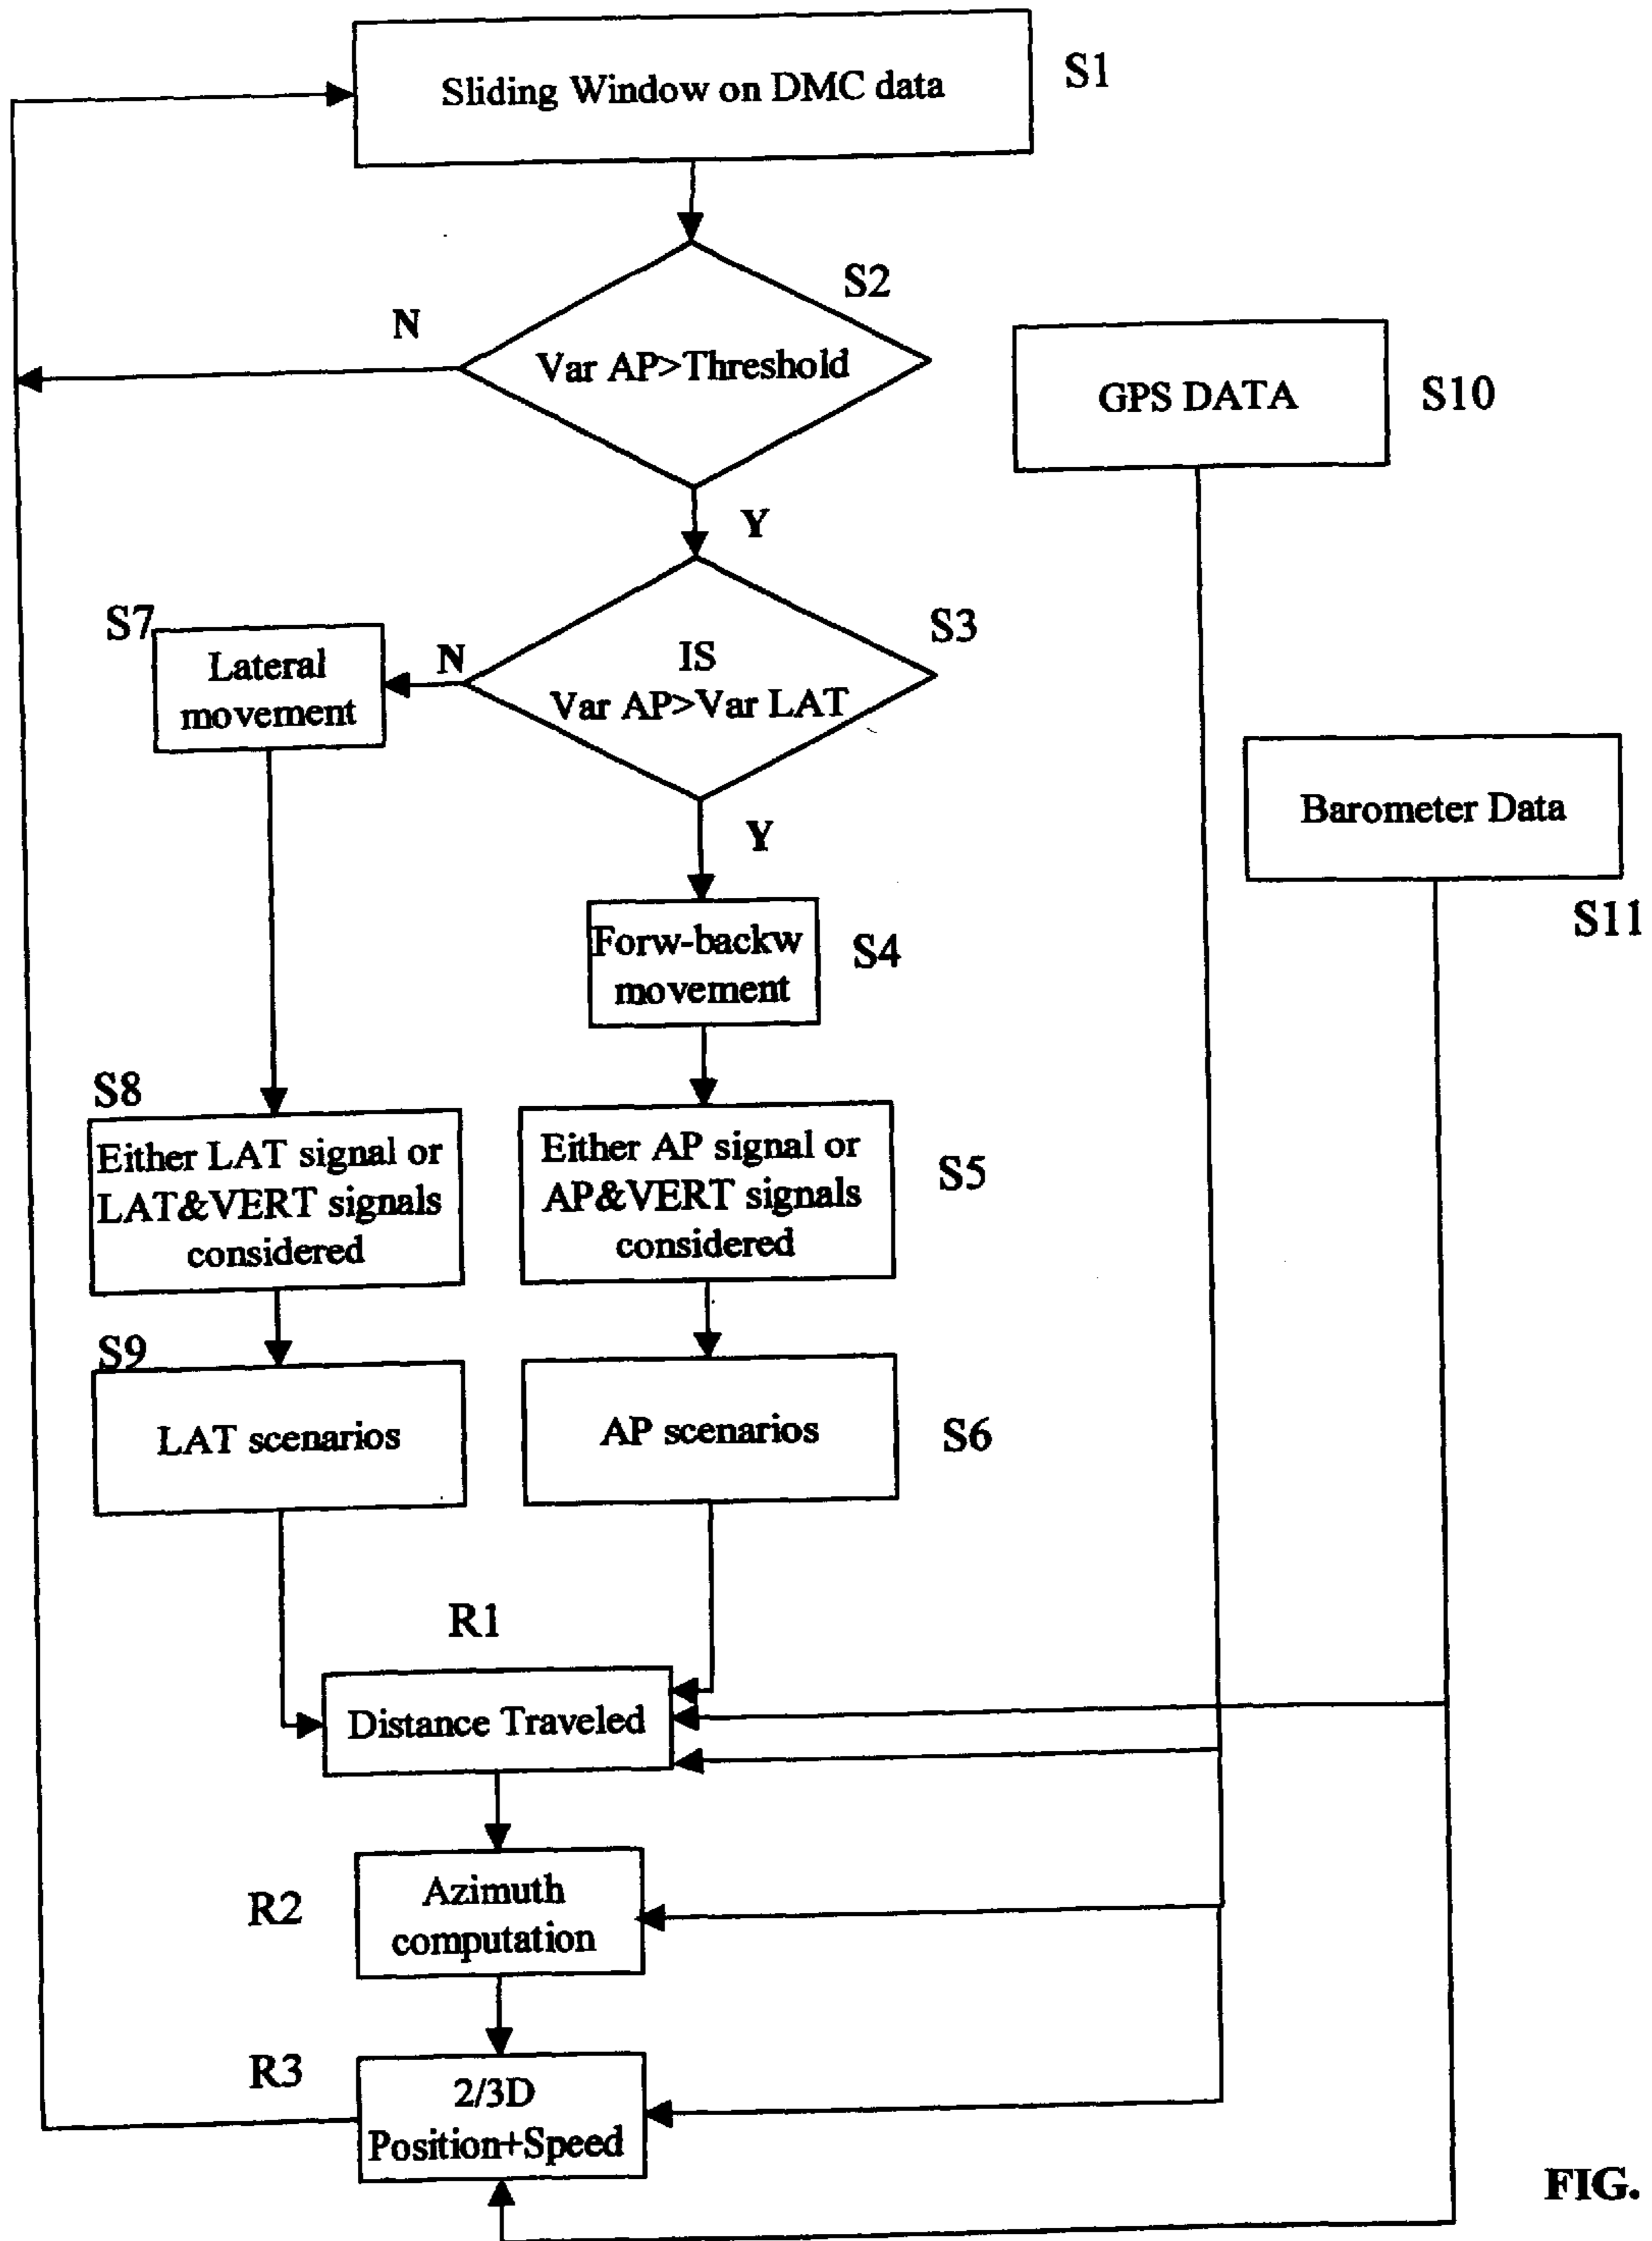 Sliding Window on DMC data
S1
S2
N
Var AP>Threshold
GPS DATA
S10
Y
S7
Lateral
movement
N
IS
Var AP>Var LAT
S3
Barometer Data
S11
Y
Forw-backw
movement
S4
S8
Either LAT signal or
LAT&VERT signals
considered
Either AP signal or
AP&VERT signals
considered
S5
S9
LAT scenarios
AP scenarios
S6
R1
Distance Traveled
R2
Azimuth
computation
R3
2/3D
Position+Speed
FIG.